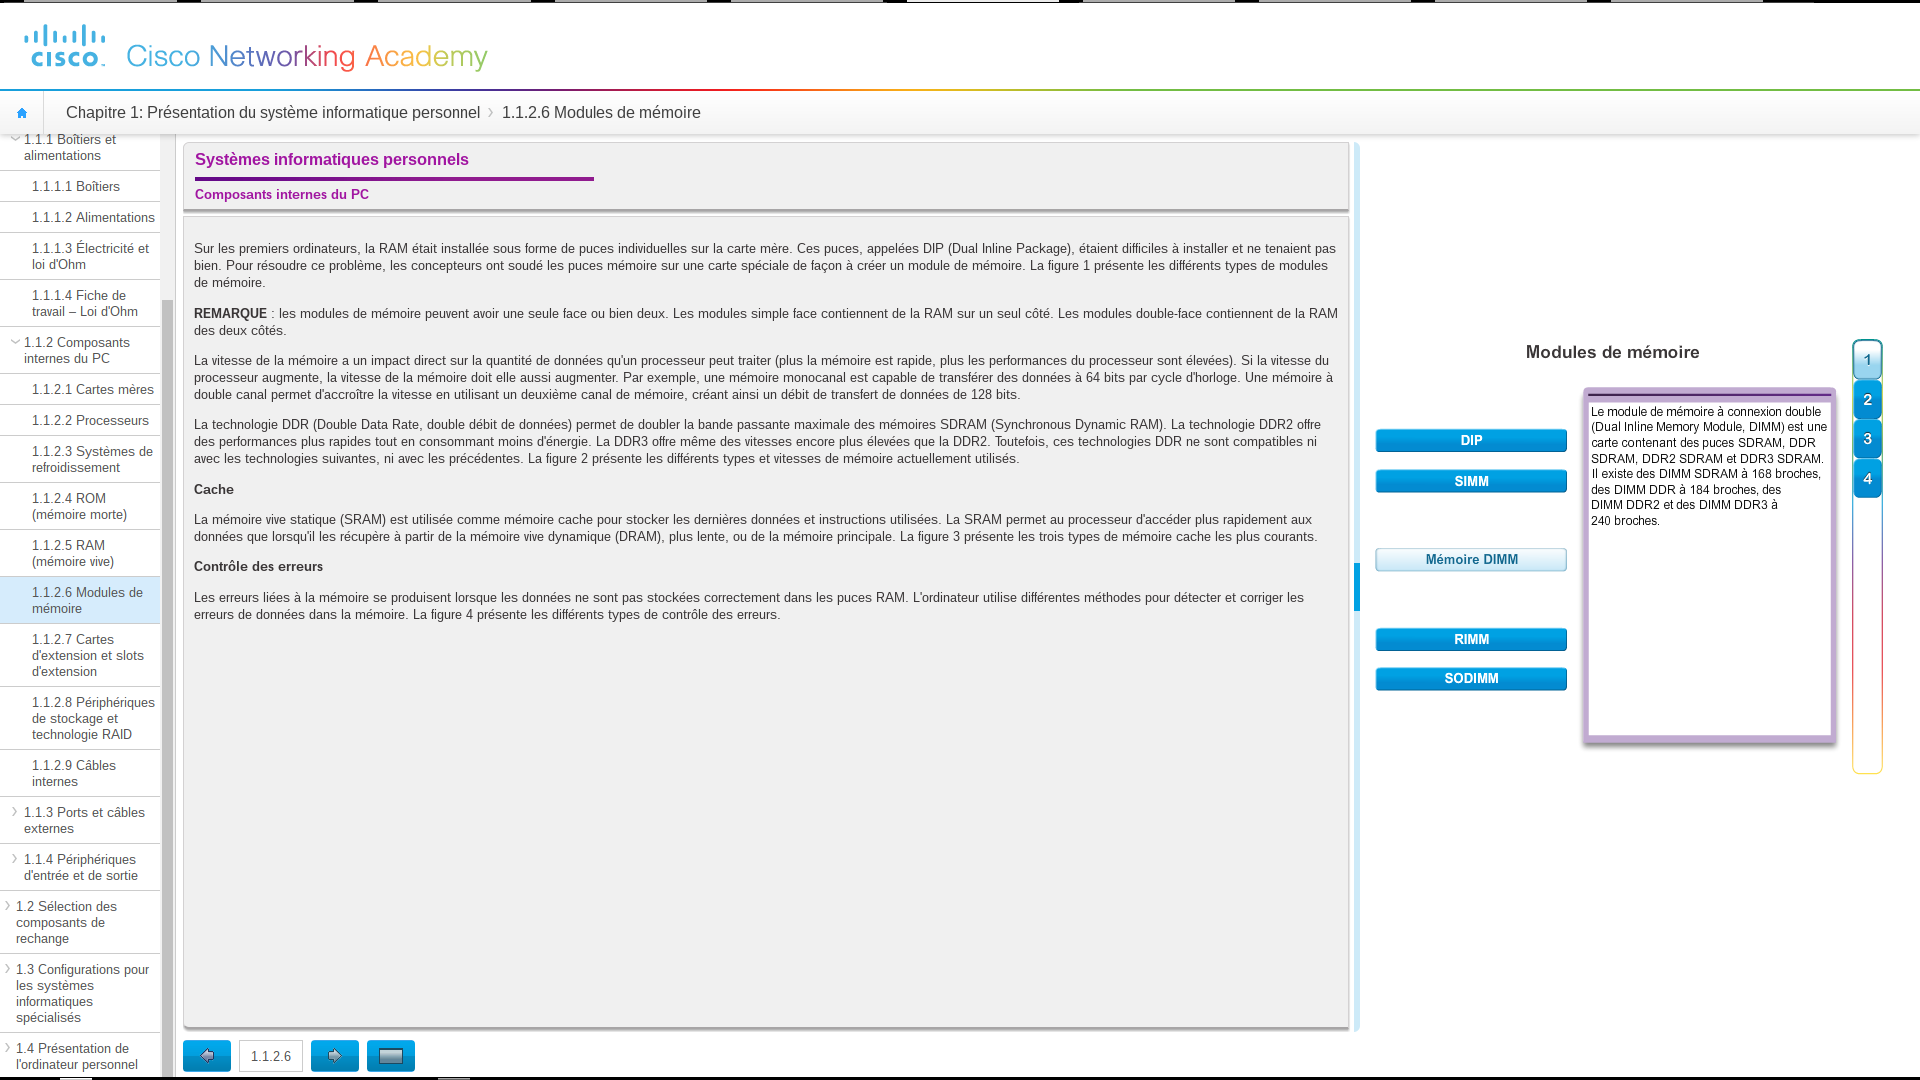 cisco
Cisco Networking Academy
Chapitre 1: Présentation du système informatique personnel
1.1.2.6 Modules de mémoire
1.1.1 Boîtiers et
alimentations
1.1.1.1 Boîtiers
1.1.1.2 Alimentations
1.1.1.3 Électricité et
loi d'Ohm
1.1.1.4 Fiche de
travail – Loi d'Ohm
1.1.2 Composants
internes du PC
1.1.2.1 Cartes mères
1.1.2.2 Processeurs
1.1.2.3 Systèmes de
refroidissement
1.1.2.4 ROM
(mémoire morte)
1.1.2.5 RAM
(mémoire vive)
1.1.2.6 Modules de
mémoire
1.1.2.7 Cartes
d'extension et slots
d'extension
1.1.2.8 Périphériques
de stockage et
technologie RAID
1.1.2.9 Câbles
internes
1.1.3 Ports et câbles
externes
1.1.4 Périphériques
d'entrée et de sortie
1.2 Sélection des
composants de
rechange
1.3 Configurations pour
les systèmes
informatiques
spécialisés
1.4 Présentation de
l'ordinateur personnel
Systèmes informatiques personnels
Composants internes du PC
Sur les premiers ordinateurs, la RAM était installée sous forme de puces individuelles sur la carte mère. Ces puces, appelées DIP (Dual Inline Package), étaient difficiles à installer et ne tenaient pas
bien. Pour résoudre ce problème, les concepteurs ont soudé les puces mémoire sur une carte spéciale de façon à créer un module de mémoire. La figure 1 présente les différents types de modules
de mémoire.
REMARQUE : les modules de mémoire peuvent avoir une seule face ou bien deux. Les modules simple face contiennent de la RAM sur un seul côté. Les modules double-face contiennent de la RAM
des deux côtés.
La vitesse de la mémoire a un impact direct sur la quantité de données qu'un processeur peut traiter (plus la mémoire est rapide, plus les performances du processeur sont élevées). Si la vitesse du
processeur augmente, la vitesse de la mémoire doit elle aussi augmenter. Par exemple, une mémoire monocanal est capable de transférer des données à 64 bits par cycle d'horloge. Une mémoire à
double canal permet d'accroître la vitesse en utilisant un deuxième canal de mémoire, créant ainsi un débit de transfert de données de 128 bits.
La technologie DDR (Double Data Rate, double débit de données) permet de doubler la bande passante maximale des mémoires SDRAM (Synchronous Dynamic RAM). La technologie DDR2 offre
des performances plus rapides tout en consommant moins d'énergie. La DDR3 offre même des vitesses encore plus élevées que la DDR2. Toutefois, ces technologies DDR ne sont compatibles ni
avec les technologies suivantes, ni avec les précédentes. La figure 2 présente les différents types et vitesses de mémoire actuellement utilisés.
Cache
La mémoire vive statique (SRAM) est utilisée comme mémoire cache pour stocker les dernières données et instructions utilisées. La SRAM permet au processeur d'accéder plus rapidement aux
données que lorsqu'il les récupère à partir de la mémoire vive dynamique (DRAM), plus lente, ou de la mémoire principale. La figure 3 présente les trois types de mémoire cache les plus courants.
Contrôle des erreurs
Les erreurs liées à la mémoire se produisent lorsque les données ne sont pas stockées correctement dans les puces RAM. L'ordinateur utilise différentes méthodes pour détecter et corriger les
erreurs de données dans la mémoire. La figure 4 présente les différents types de contrôle des erreurs.
1.1.2.6
Modules de mémoire
DIP
SIMM
Mémoire DIMM
RIMM
SODIMM
Le module de mémoire à connexion double
(Dual Inline Memory Module, DIMM) est une
carte contenant des puces SDRAM, DDR
SDRAM, DDR2 SDRAM et DDR3 SDRAM.
Il existe des DIMM SDRAM à 168 broches,
des DIMM DDR à 184 broches, des
DIMM DDR2 et des DIMM DDR3 à
240 broches.
1
2
3
4